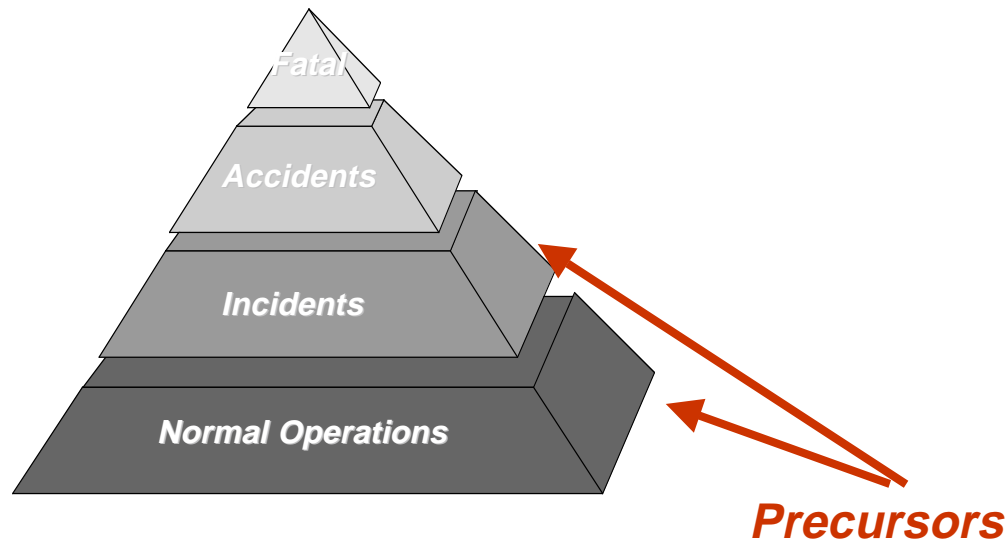 Fatal
Accidents
Incidents
Normal Operations
Precursors